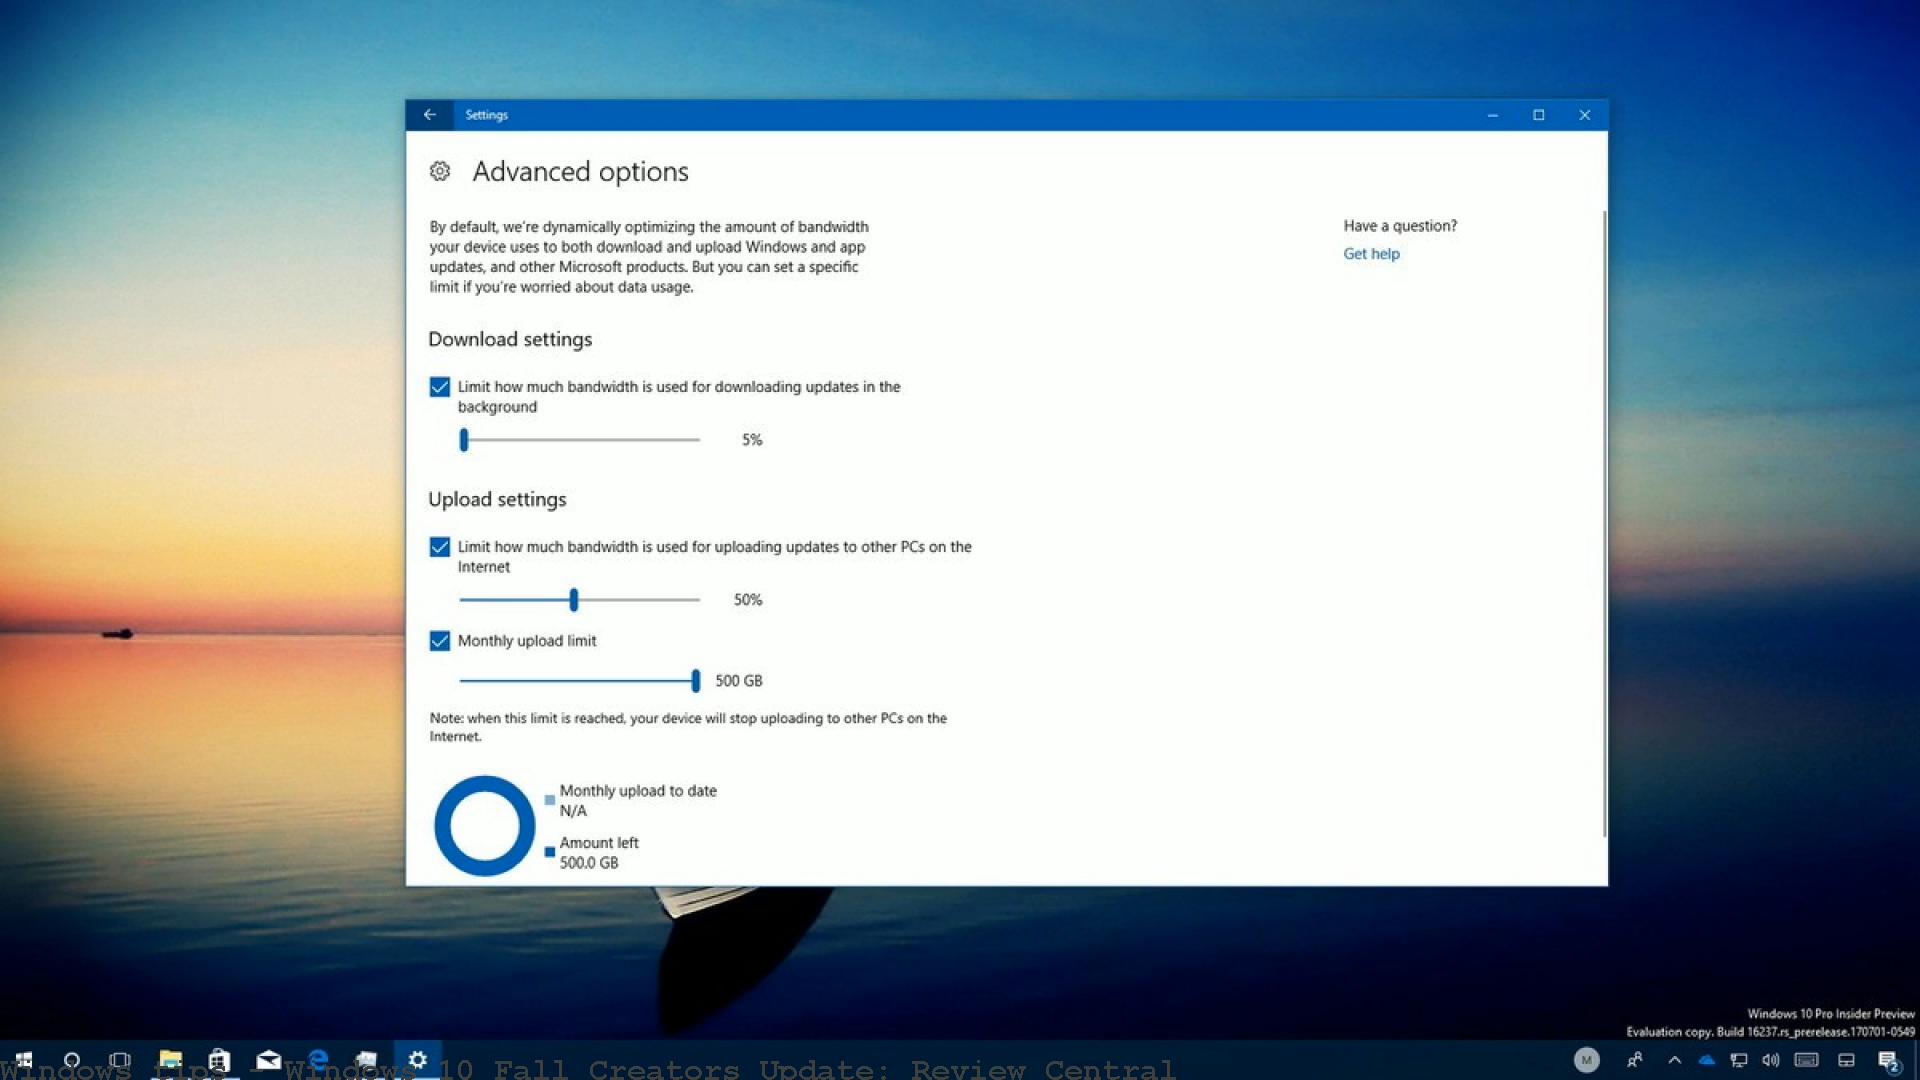 Settings
Advanced options
By default, we're dynamically optimizing the amount of bandwidth
your device uses to both download and upload Windows and app
updates, and other Microsoft products. But you can set a specific
limit if you're worried about data usage.
Have a question?
Get help
Download settings
Limit how much bandwidth is used for downloading updates in the
background
5%
Upload settings
Limit how much bandwidth is used for uploading updates to other PCs on the
Internet
50%
Monthly upload limit
500 GB
Note: when this limit is reached, your device will stop uploading to other PCs on the
Internet.
Monthly upload to date
N/A
Amount left
500.0 GB
Windows 10 Pro Insider Preview
Evaluation copy. Build 16237.rs_prerelease.170701-0549
M
2
Windows tips - Windows 10 Fall Creators Update: Review Central